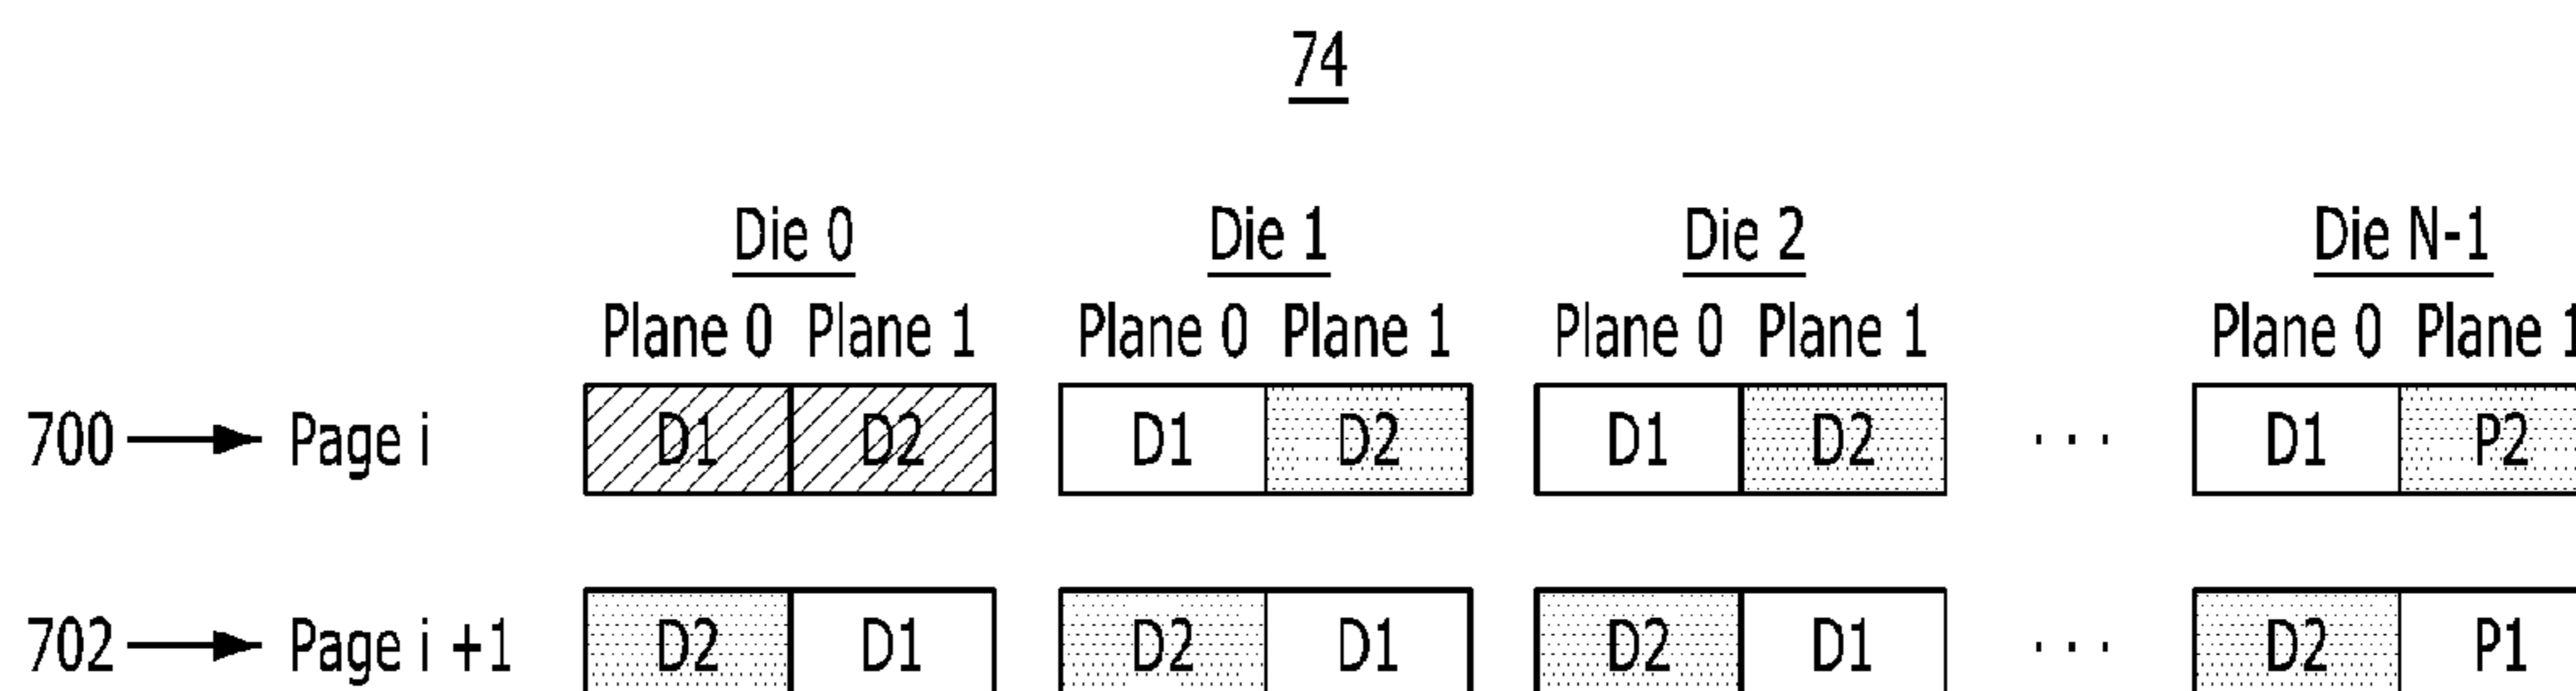 74
Die 0 Die 1 Die 2 Die N-1
Plane 0 Plane 1 Plane 0 Plane 1 Plane 0 Plane 1 Plane 0 Plane 1
700 Page i D1 D2 D1 D2 D1 D2 ... D1 P2
702 Page i +1 D2 D1 D2 D1 D2 D1 ... D2 P1